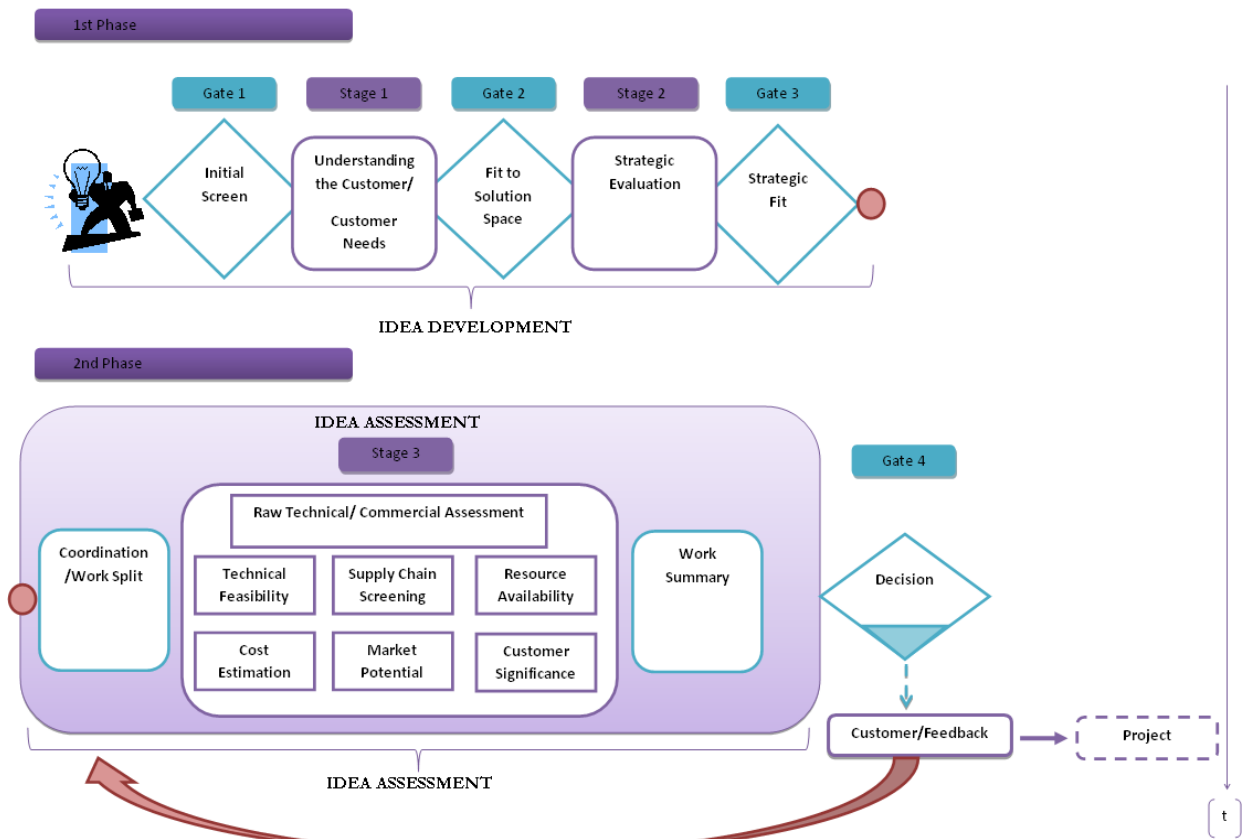 1st Phase
Gate 1
Stage 1
Gate 2
Stage 2
Gate 3
Initial
Screen
Understanding
the Customer/
Customer
Needs
Fit to
Solution
Space
Strategic
Evaluation
Strategic
Fit
IDEA DEVELOPMENT
2nd Phase
IDEA ASSESSMENT
Stage 3
Gate 4
Raw Technical/ Commercial Assessment
Coordination
/Work Split
Technical
Feasibility
Supply Chain
Screening
Resource
Availability
Cost
Estimation
Market
Potential
Customer
Significance
Work
Summary
Decision
Customer/Feedback
Project
IDEA ASSESSMENT
t